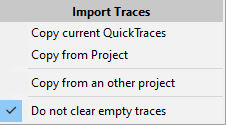 Import Traces
Copy current QuickTraces
Copy from Project
Copy from an other project
Do not clear empty traces